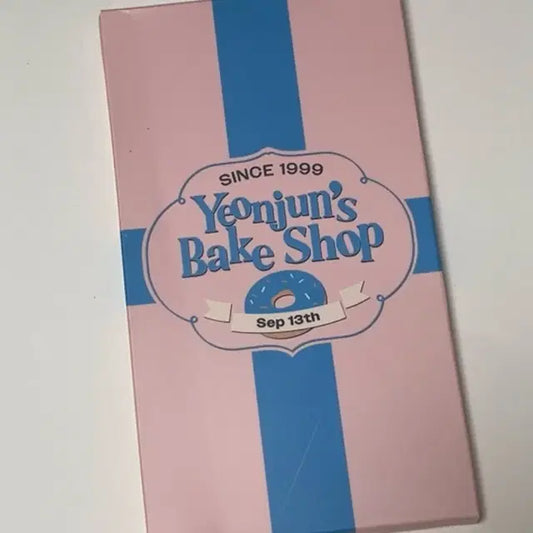 SINCE 1999
Yeonjun's
Bake Shop
Sep 13th